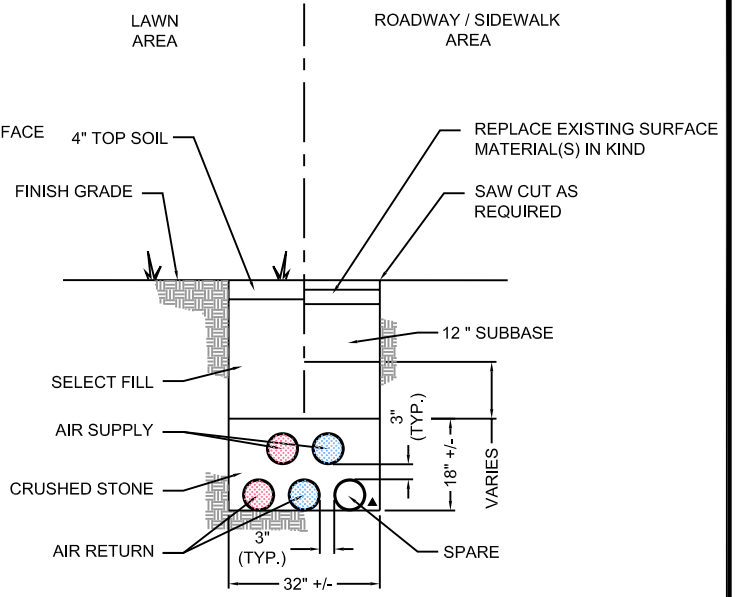 LAWN
AREA
ROADWAY / SIDEWALK
AREA
FACE
4" TOP SOIL
REPLACE EXISTING SURFACE
MATERIAL(S) IN KIND
FINISH GRADE
SAW CUT AS
REQUIRED
12 " SUBBASE
SELECT FILL
AIR SUPPLY
3"
(TYP.)
18" +/-
VARIES
CRUSHED STONE
AIR RETURN
3"
(TYP.)
SPARE
32" +/-